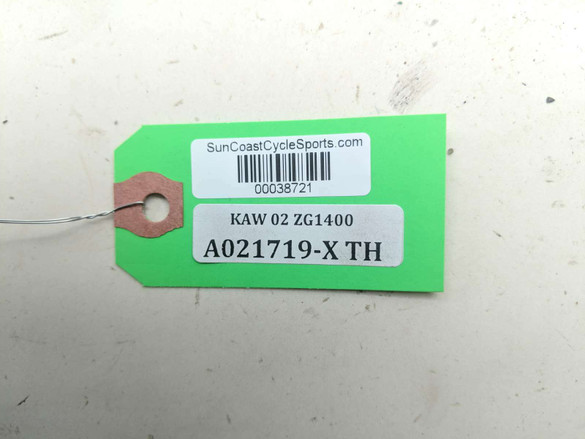 SunCoastCycleSports.com
00038721
KAW 02 ZG1400
A021719-X TH